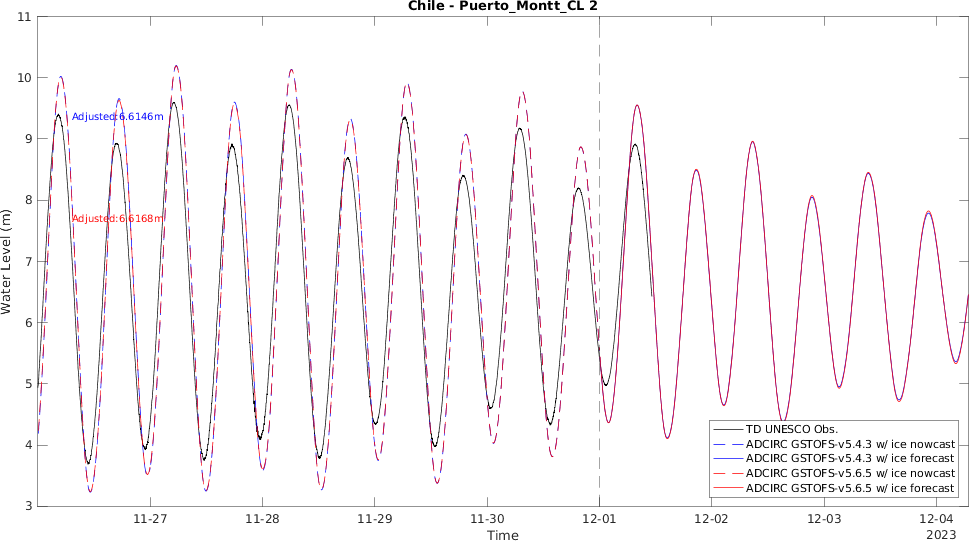 Chile - Puerto_Montt_CL 2
11
10
9
8
7
6
5
4
3
Water Level (m)
Adjusted:6.6146m
Adjusted:6.6168m
TD UNESCO Obs.
ADCIRC GSTOFS-v5.4.3 w/ ice nowcast
ADCIRC GSTOFS-v5.4.3 w/ ice forecast
ADCIRC GSTOFS-v5.6.5 w/ ice nowcast
ADCIRC GSTOFS-v5.6.5 w/ ice forecast
11-27 11-28 11-29 11-30 12-01 12-02 12-03 12-04
Time
2023